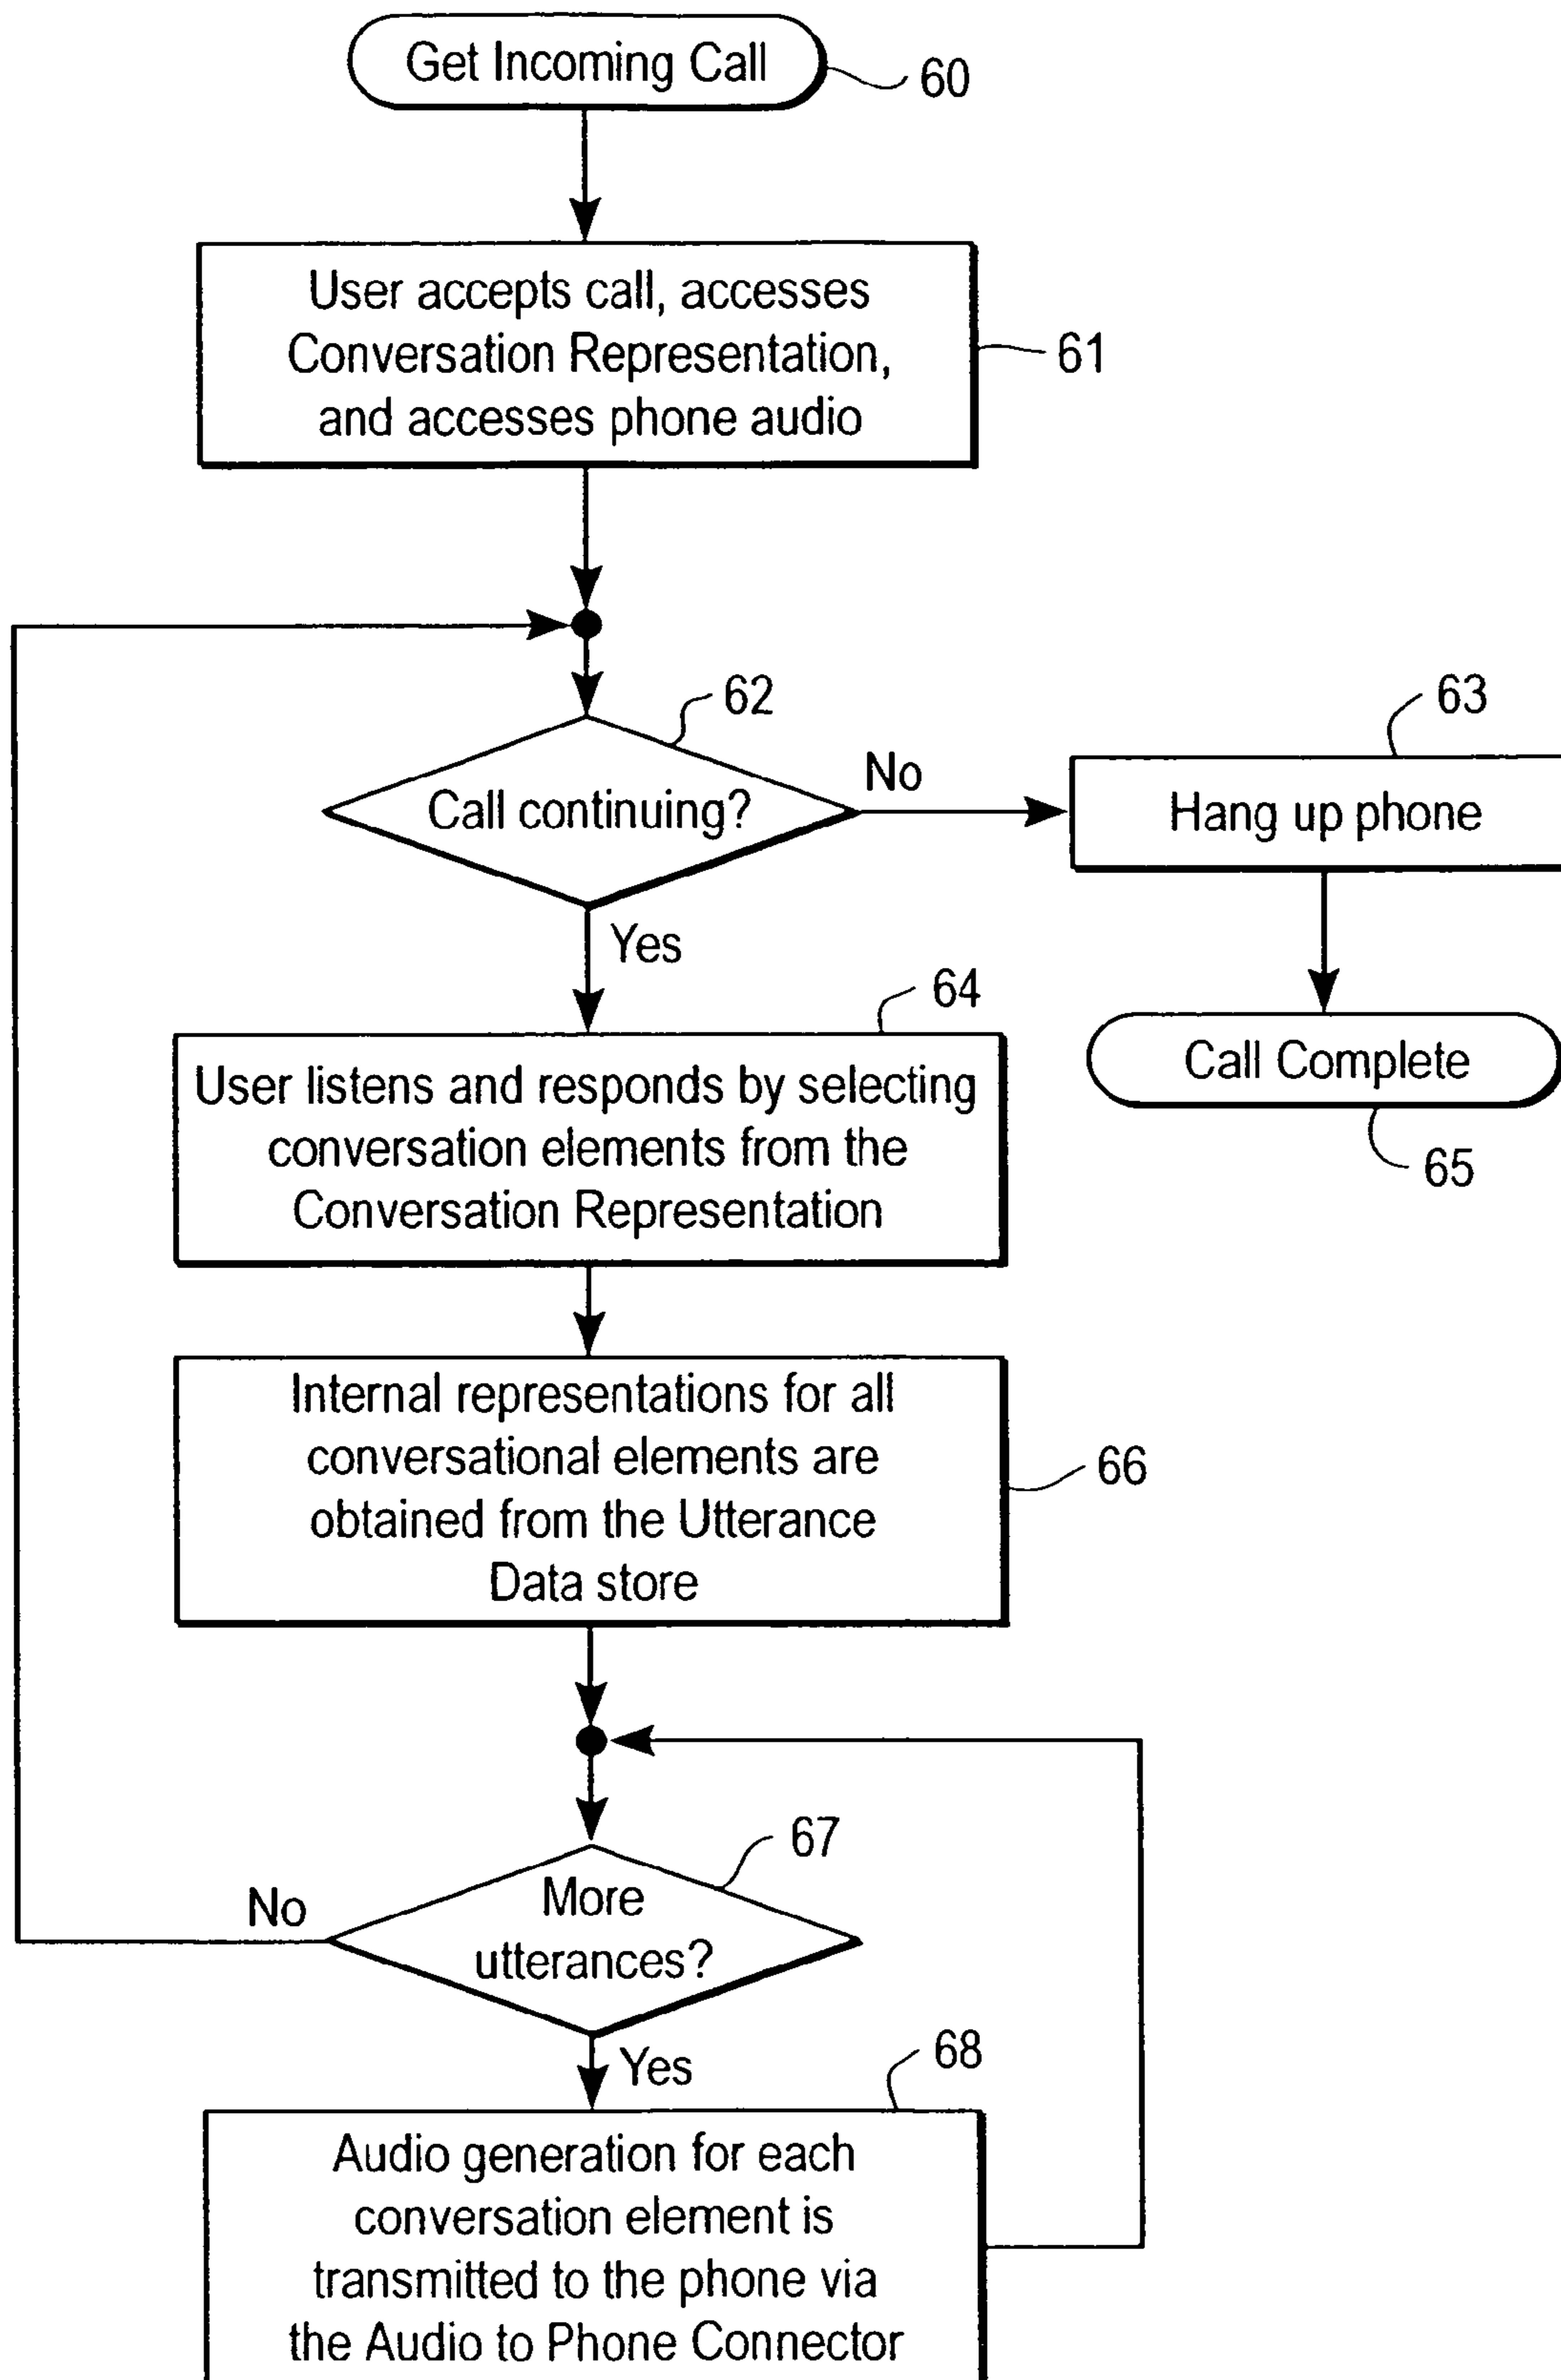 Get Incoming Call
60
User accepts call, accesses
Conversation Representation,
and accesses phone audio
61
62
Call continuing?
No
63
Hang up phone
Yes
Call Complete
65
64
User listens and responds by selecting
conversation elements from the
Conversation Representation
Internal representations for all
conversational elements are
obtained from the Utterance
Data store
66
67
More
utterances?
No
Yes
68
Audio generation for each
conversation element is
transmitted to the phone via
the Audio to Phone Connector